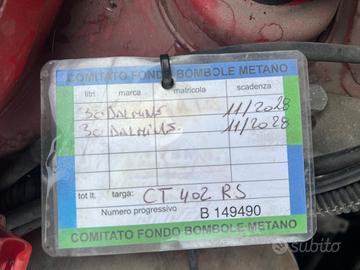 COMITATO FONDO BOMBOLE METANO
litri marca matricola scadenza
30 DALMINE 11/2028
30 DALMINE 11/2028
tot lt. targa: CT 402 RS
Numero progressivo B 149490
COMITATO FONDO BOMBOLE METANO
subito